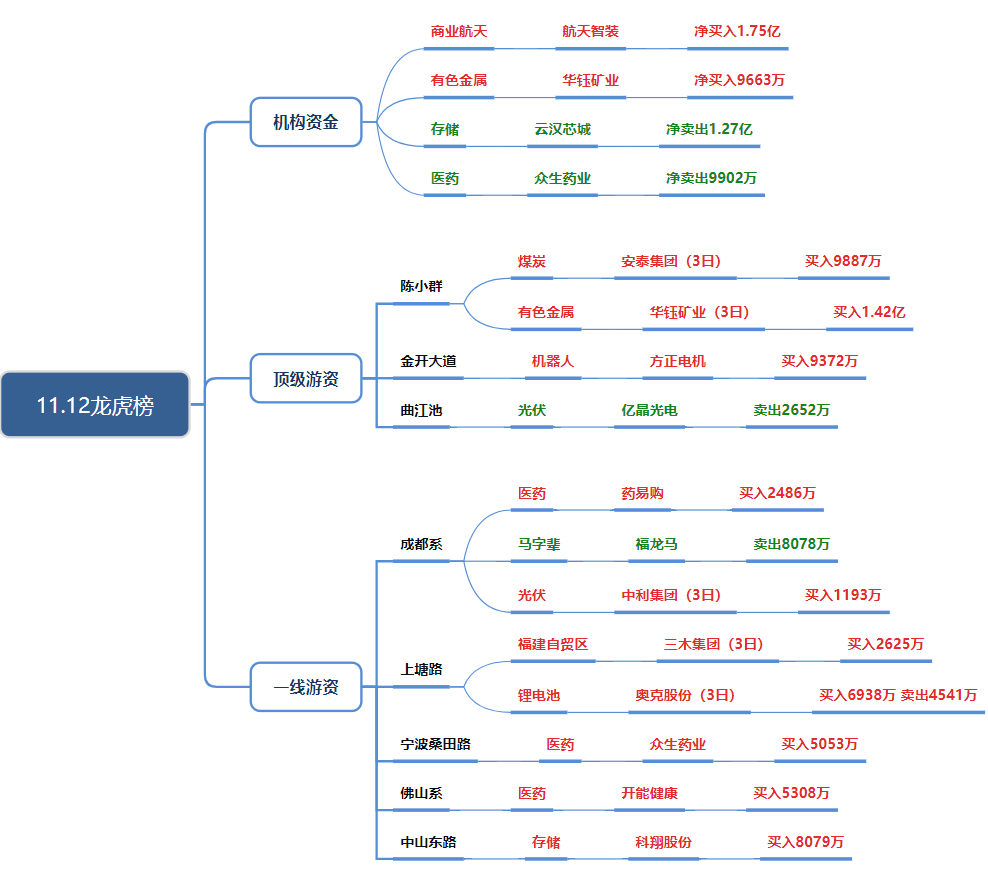 11.12龙虎榜
机构资金
商业航天 航天智装 净买入1.75亿
有色金属 华钰矿业 净买入9663万
存储 云汉芯城 净卖出1.27亿
医药 众生药业 净卖出9902万
顶级游资
陈小群
煤炭 安泰集团（3日） 买入9887万
有色金属 华钰矿业（3日） 买入1.42亿
金开大道 机器人 方正电机 买入9372万
曲江池 光伏 亿晶光电 卖出2652万
一线游资
成都系
医药 药易购 买入2486万
马字辈 福龙马 卖出8078万
光伏 中利集团（3日） 买入1193万
上塘路
福建自贸区 三木集团（3日） 买入2625万
锂电池 奥克股份（3日） 买入6938万 卖出4541万
宁波桑田路 医药 众生药业 买入5053万
佛山系 医药 开能健康 买入5308万
中山东路 存储 科翔股份 买入8079万